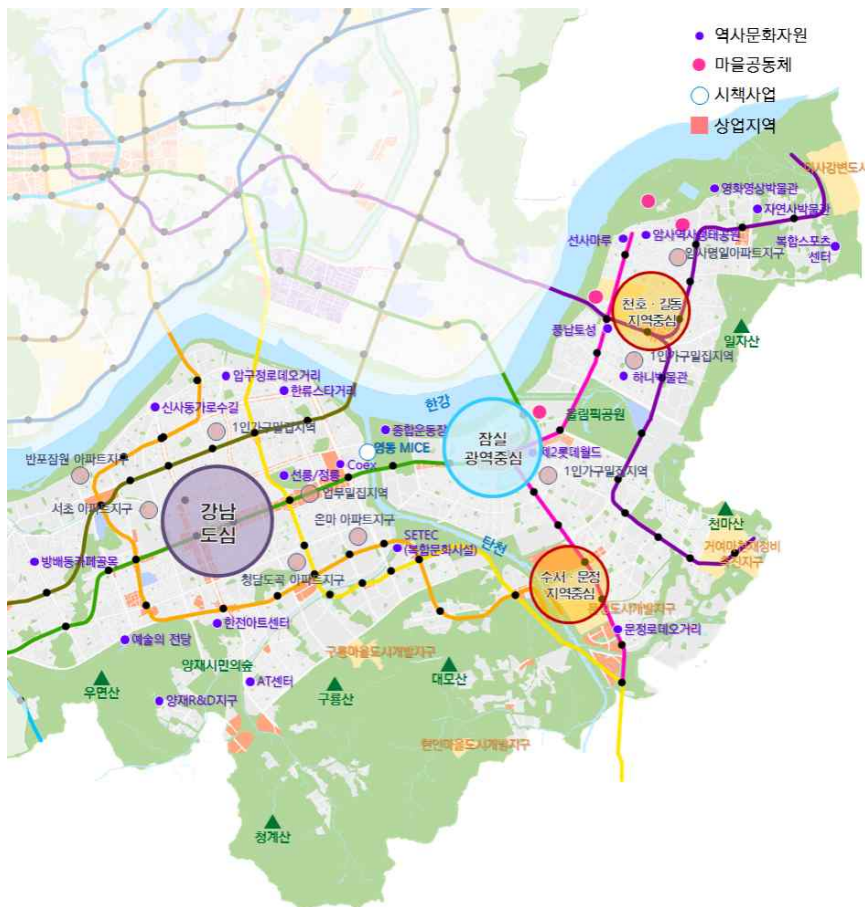 역사문화자원
마을공동체
시책사업
상업지역
영화영상박물관
자연사박물관
선사마루
암사역사생태공원
복합스포츠
센터
암사명일아파트지구
천호·길동
지역중심
풍납토성
일자산
1인가구밀집지역
하니박물관
압구정로데오거리
한류스타거리
한강
올림픽공원
신사동가로수길
1인가구밀집지역
종합운동장
잠실
광역중심
영동 MICE
제2롯데월드
반포잠원 아파트지구
Coex
선릉/정릉
1인가구밀집지역
업무밀집지역
서초 아파트지구
강남
도심
온마 아파트지구
천마산
SETEC
(복합문화시설)
탄천
방배동카페골목
청담도곡 아파트지구
수서·문정
지역중심
한전아트센터
문정로데오거리
예술의 전당
양재시민의숲
구룡마을도시개발지구
우면산
AT센터
구룡산
대모산
양재R&D지구
헌인마을도시개발지구
청계산